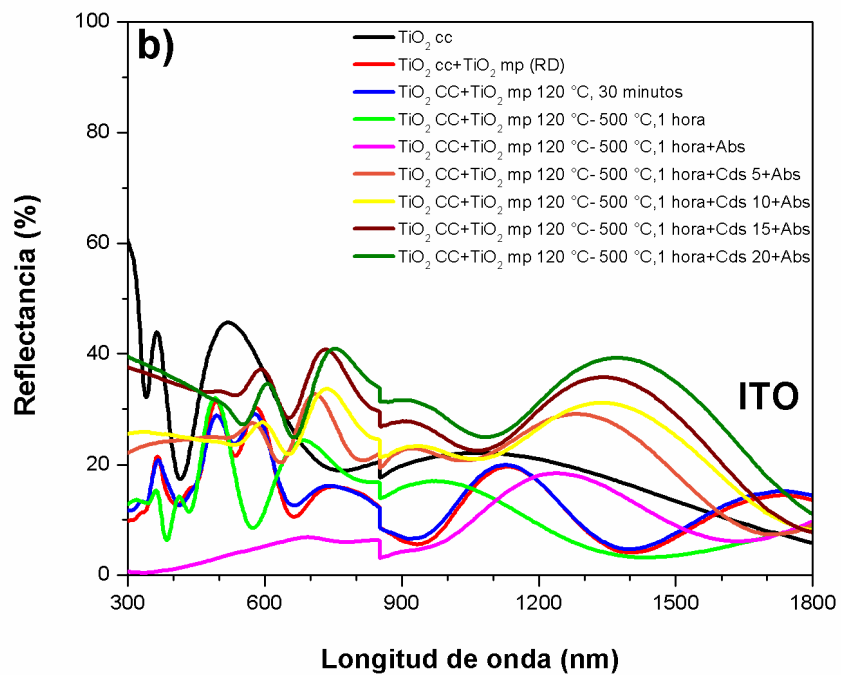 b)
TiO₂ cc
TiO₂ cc+TiO₂ mp (RD)
TiO₂ CC+TiO₂ mp 120 °C, 30 minutos
TiO₂ CC+TiO₂ mp 120 °C- 500 °C,1 hora
TiO₂ CC+TiO₂ mp 120 °C- 500 °C,1 hora+Abs
TiO₂ CC+TiO₂ mp 120 °C- 500 °C,1 hora+Cds 5+Abs
TiO₂ CC+TiO₂ mp 120 °C- 500 °C,1 hora+Cds 10+Abs
TiO₂ CC+TiO₂ mp 120 °C- 500 °C,1 hora+Cds 15+Abs
TiO₂ CC+TiO₂ mp 120 °C- 500 °C,1 hora+Cds 20+Abs
ITO
Reflectancia (%)
100
80
60
40
20
0
300 600 900 1200 1500 1800
Longitud de onda (nm)